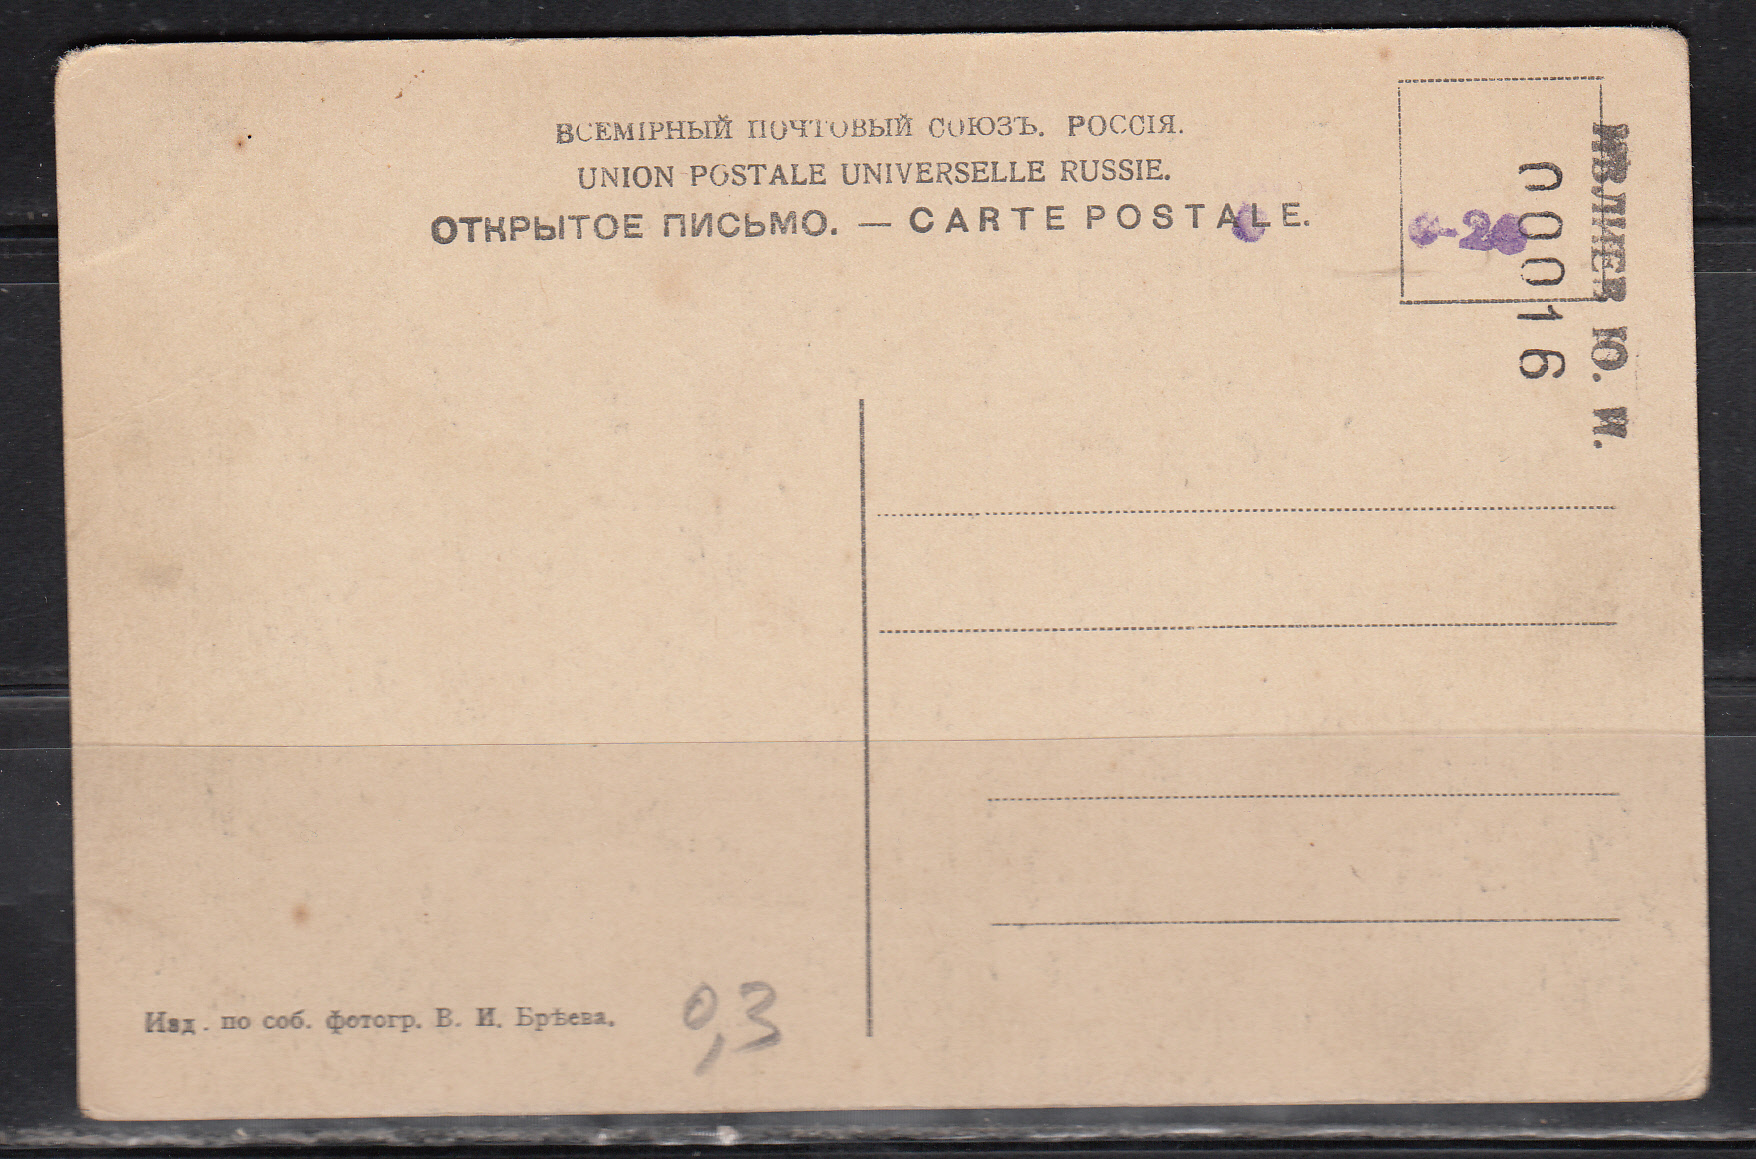 ВСЕМІРНЫЙ ПОЧТОВЫЙ СОЮЗЪ. РОССІЯ.
UNION POSTALE UNIVERSELLE RUSSIE.
ОТКРЫТОЕ ПИСЬМО. — CARTE POSTALE.
00016
Ю. И.
Изд. по соб. фотогр. В. И. Брѣева.
0,3